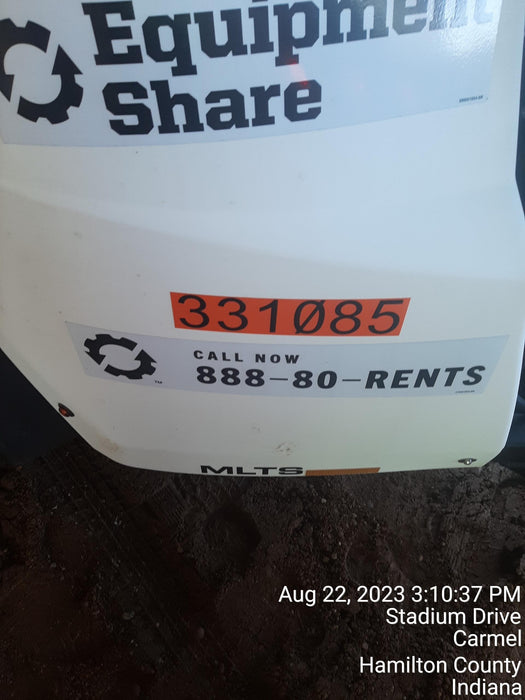 Equipment
Share
331085
CALL NOW
888-80-RENTS
TM
MLTS
Aug 22, 2023 3:10:37 PM
Stadium Drive
Carmel
Hamilton County
Indiana